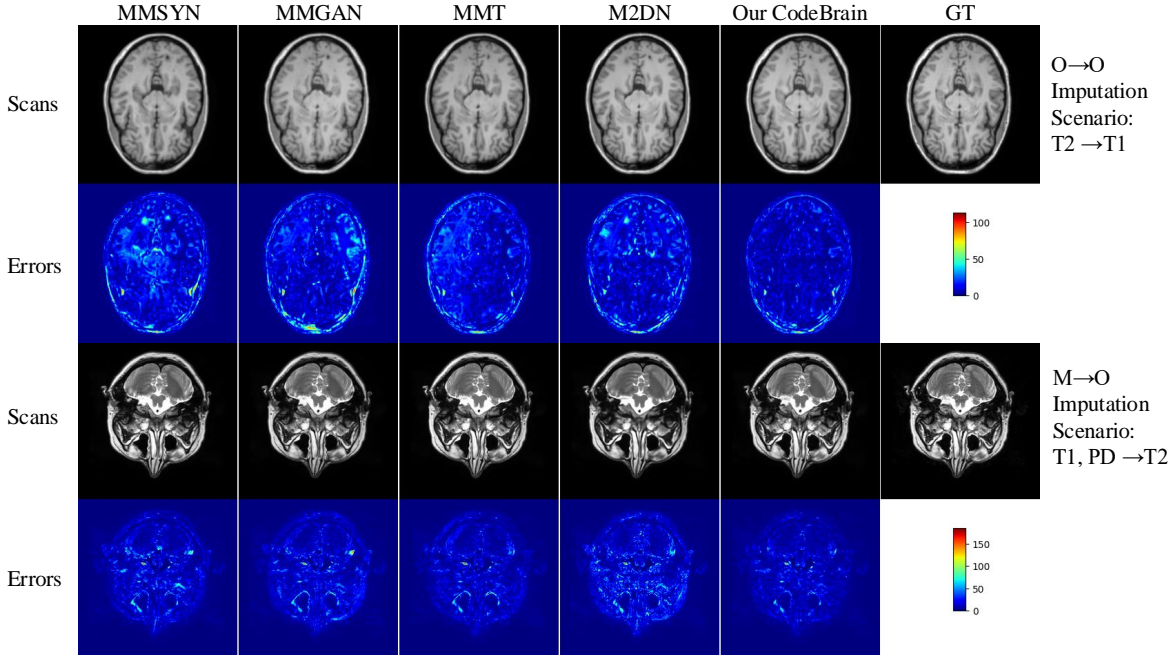 MMSYN MMGAN MMT M2DN Our CodeBrain GT
Scans
O→O
Imputation
Scenario:
T2 →T1
Errors
100
50
0
Scans
M→O
Imputation
Scenario:
T1, PD →T2
Errors
150
100
50
0